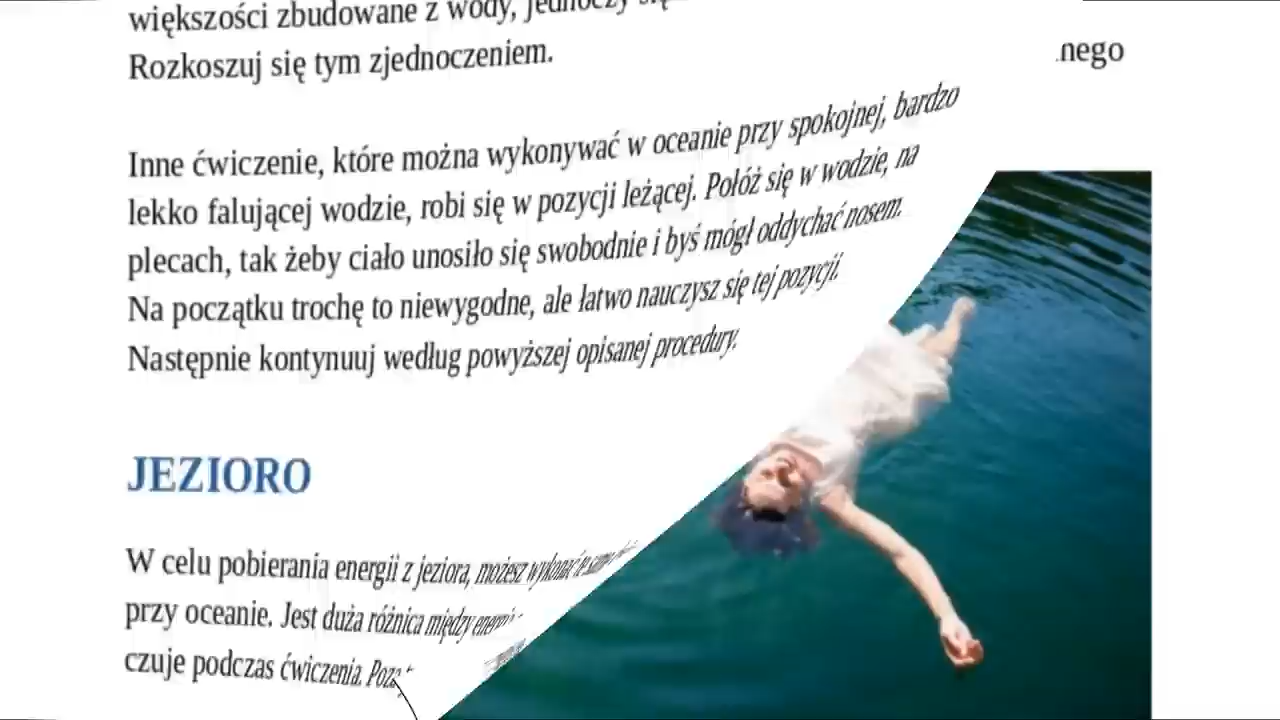 większości zbudowane z wody, jednoczy się
Rozkoszuj się tym zjednoczeniem.
nego
Inne ćwiczenie, które można wykonywać w oceanie przy spokojnej, bardzo
lekko falującej wodzie, robi się w pozycji leżącej. Połóż się w wodzie, na
plecach, tak żeby ciało unosiło się swobodnie i byś mógł oddychać nosem.
Na początku trochę to niewygodne, ale łatwo nauczysz się tej pozycji.
Następnie kontynuuj według powyższej opisanej procedury.
JEZIORO
W celu pobierania energii z jeziora, możesz wykonać te same
przy oceanie. Jest duża różnica między
czuje podczas ćwiczenia.